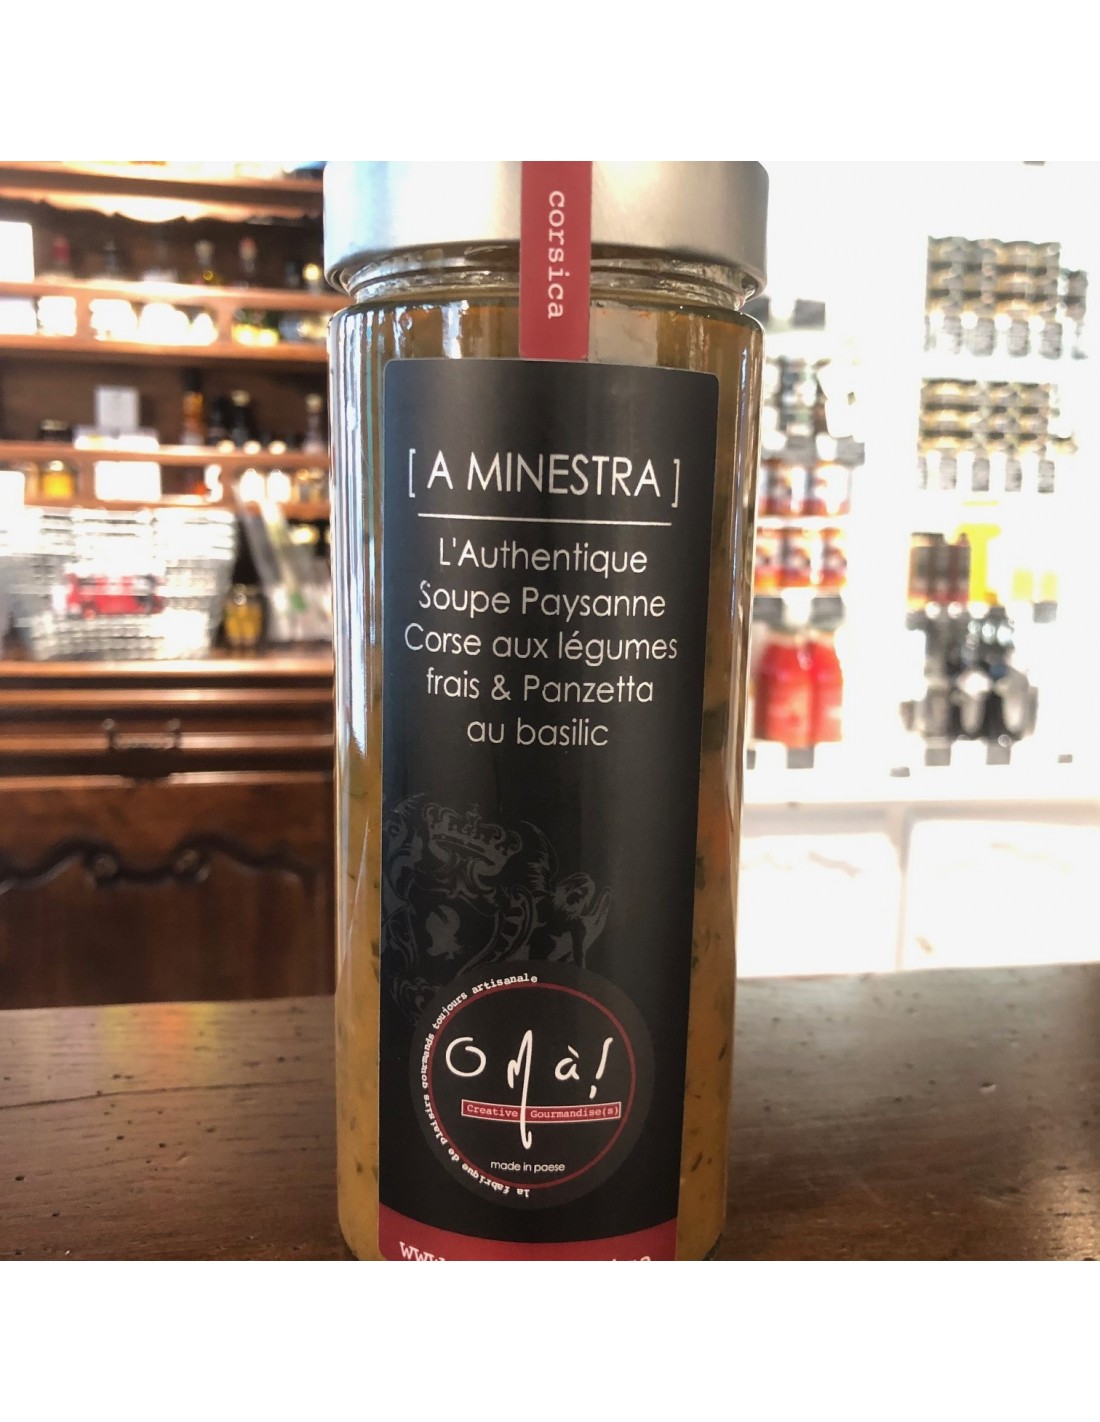 corsica
[ A MINESTRA ]
L'Authentique
Soupe Paysanne
Corse aux légumes
frais & Panzetta
au basilic
la fabrique de plaisirs gourmands toujours artisanale
O Mà!
Creative Gourmandise(s)
made in paese